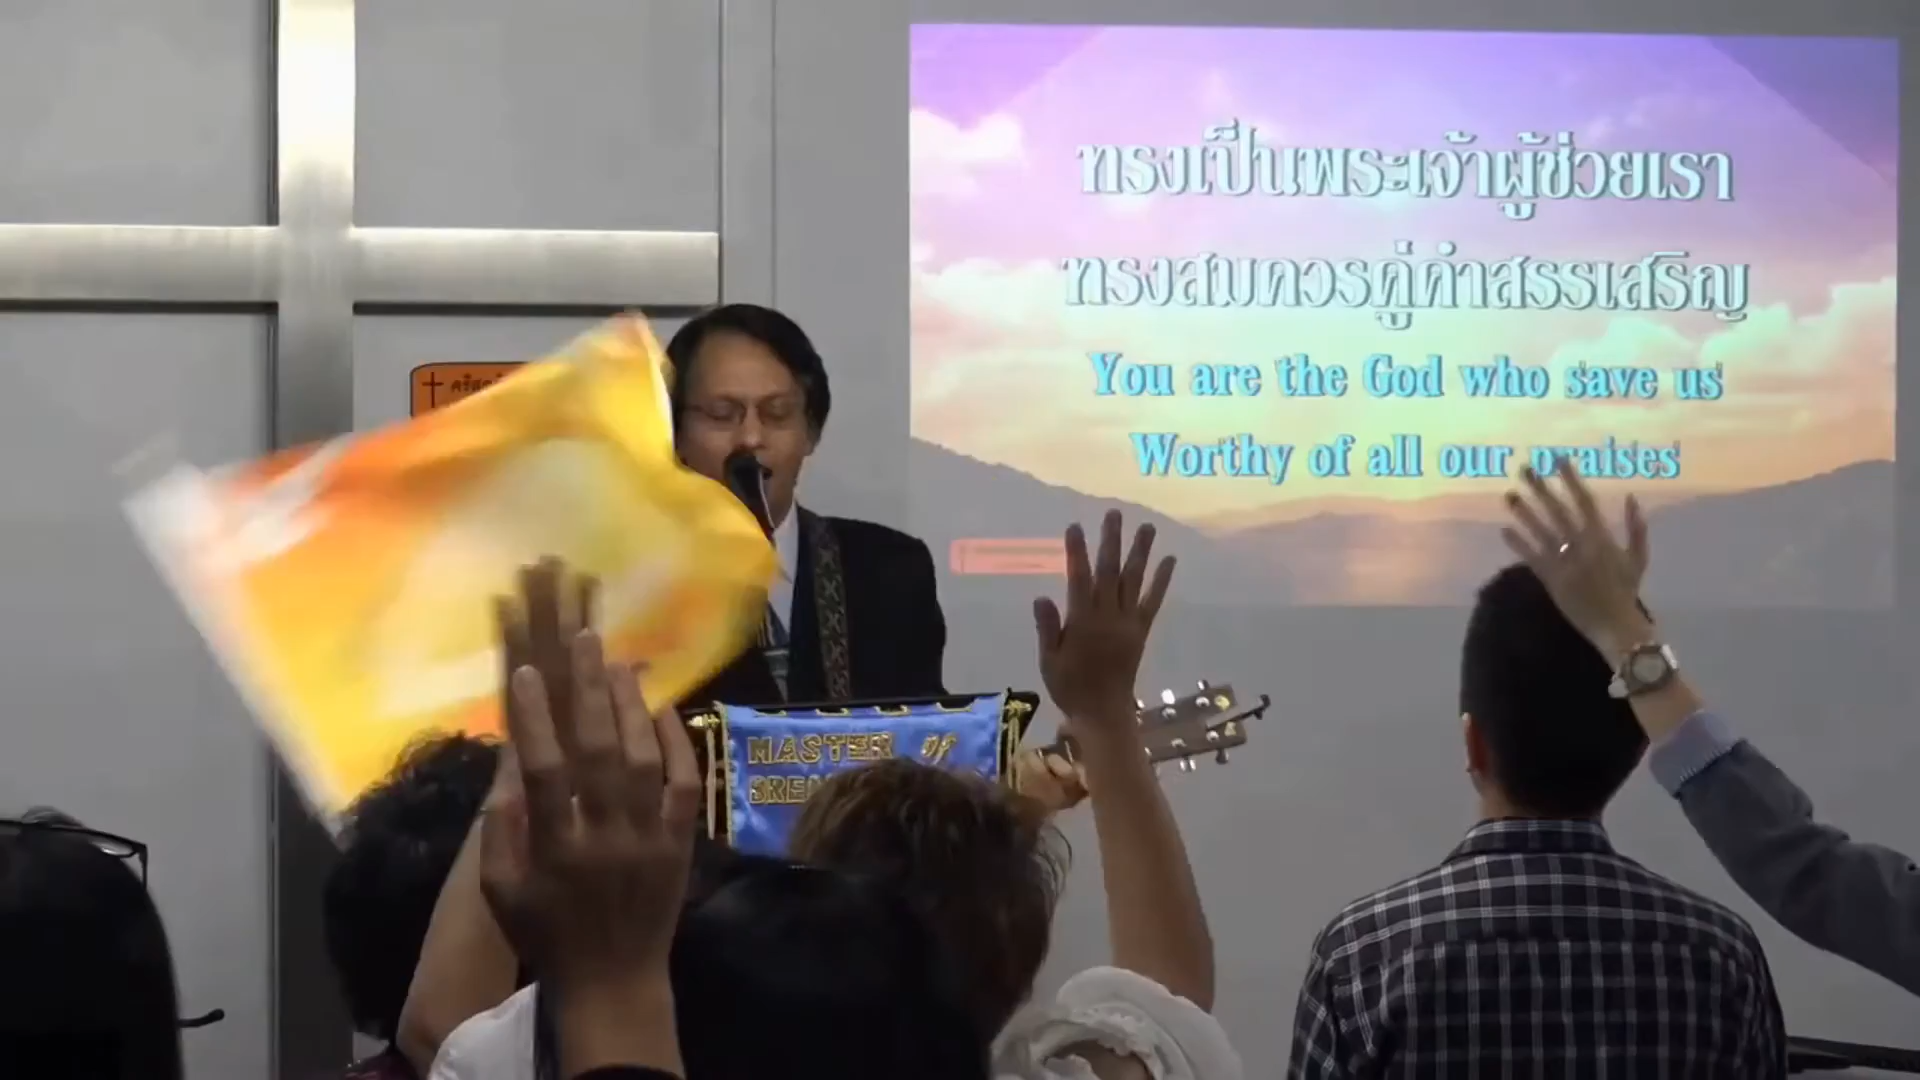 ทรงเป็นพระเจ้าผู้ช่วยเรา
ทรงสมควรคู่คำสรรเสริญ
You are the God who save us
Worthy of all our praises
MASTER of